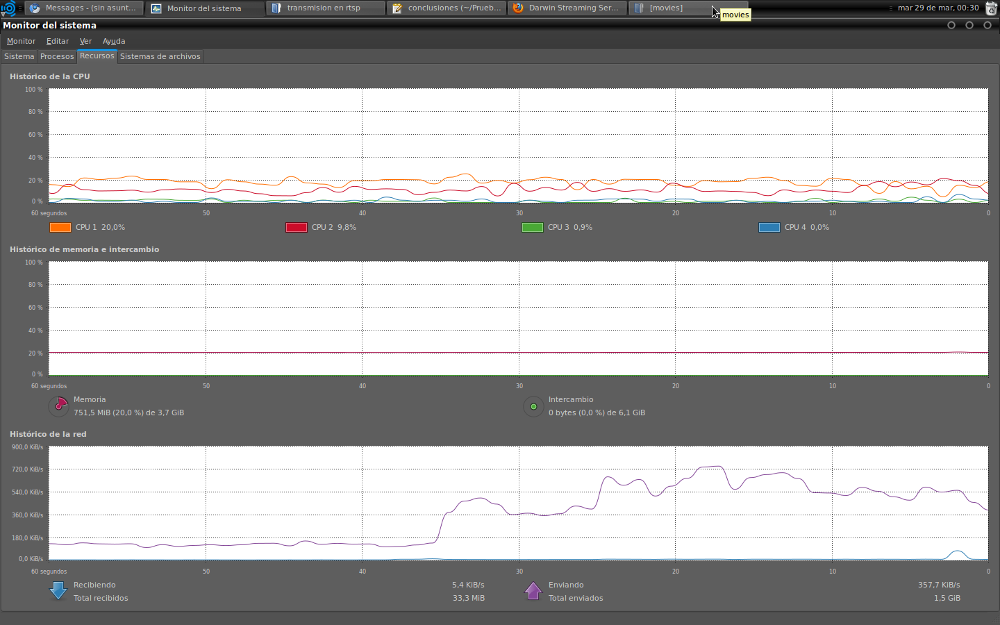 Messages - (sin asunt... Monitor del sistema transmision en rtsp conclusiones (~/Prueb... Darwin Streaming Ser... [movies] mar 29 de mar, 00:30
movies
Monitor del sistema
Monitor Editar Ver Ayuda
Sistema Procesos Recursos Sistemas de archivos
Histórico de la CPU
100 %
80 %
60 %
40 %
20 %
0 %
60 segundos 50 40 30 20 10 0
CPU 1 20,0% CPU 2 9,8% CPU 3 0,9% CPU 4 0,0%
Histórico de memoria e intercambio
100 %
80 %
60 %
40 %
20 %
0 %
60 segundos 50 40 30 20 10 0
Memoria Intercambio
751,5 MiB (20,0 %) de 3,7 GiB 0 bytes (0,0 %) de 6,1 GiB
Histórico de la red
900,0 KiB/s
720,0 KiB/s
540,0 KiB/s
360,0 KiB/s
180,0 KiB/s
0,0 KiB/s
60 segundos 50 40 30 20 10 0
Recibiendo 5,4 KiB/s Enviando 357,7 KiB/s
Total recibidos 33,3 MiB Total enviados 1,5 GiB